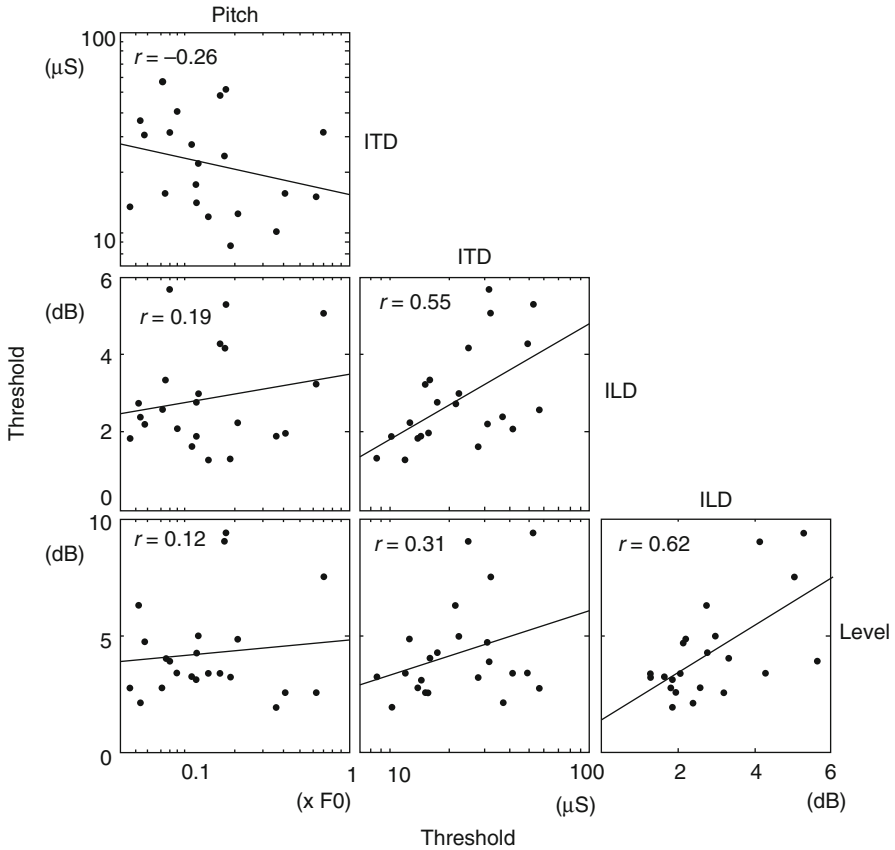 Pitch
100
(μS)
r = –0.26
ITD
10
ITD
6
(dB)
r = 0.19
r = 0.55
4
Threshold
ILD
2
0
ILD
10
(dB)
r = 0.12
r = 0.31
r = 0.62
5
Level
0
0.1 1 10 100 2 4 6
(x F0) (μS) (dB)
Threshold